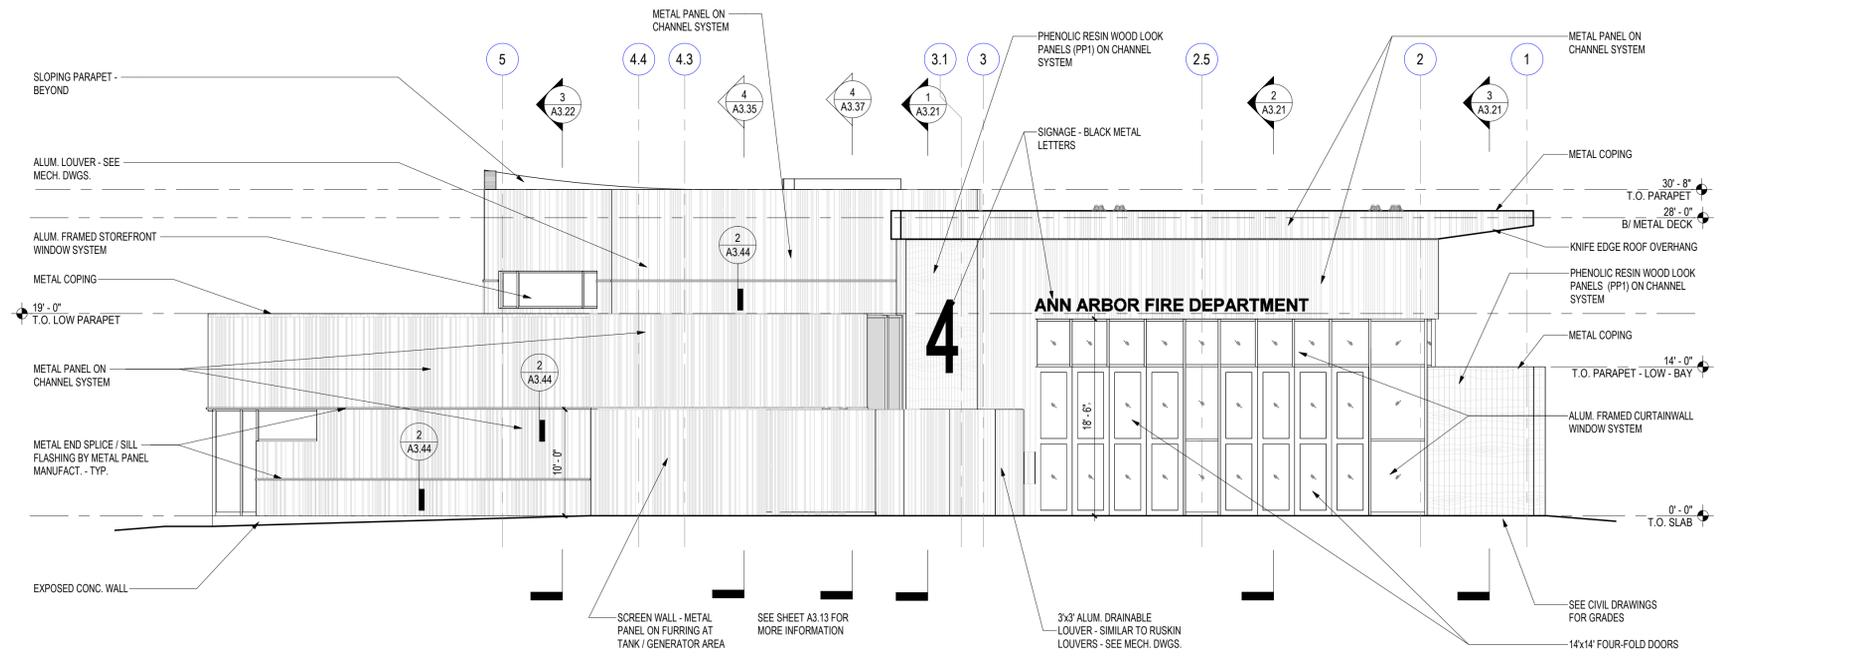 METAL PANEL ON
CHANNEL SYSTEM
PHENOLIC RESIN WOOD LOOK
PANELS (PP1) ON CHANNEL
SYSTEM
METAL PANEL ON
CHANNEL SYSTEM
5
4.4
4.3
3.1
3
2.5
2
1
SLOPING PARAPET -
BEYOND
3
A3.22
4
A3.35
4
A3.37
1
A3.21
2
A3.21
3
A3.21
SIGNAGE - BLACK METAL
LETTERS
ALUM. LOUVER - SEE
MECH. DWGS.
METAL COPING
30' - 8"
T.O. PARAPET
28' - 0"
B/ METAL DECK
ALUM. FRAMED STOREFRONT
WINDOW SYSTEM
2
A3.44
KNIFE EDGE ROOF OVERHANG
METAL COPING
PHENOLIC RESIN WOOD LOOK
PANELS (PP1) ON CHANNEL
SYSTEM
19' - 0"
T.O. LOW PARAPET
ANN ARBOR FIRE DEPARTMENT
4
METAL COPING
METAL PANEL ON
CHANNEL SYSTEM
2
A3.44
14' - 0"
T.O. PARAPET - LOW - BAY
18' - 6"
ALUM. FRAMED CURTAINWALL
WINDOW SYSTEM
METAL END SPLICE / SILL
FLASHING BY METAL PANEL
MANUFACT. - TYP.
2
A3.44
10' - 0"
0' - 0"
T.O. SLAB
EXPOSED CONC. WALL
SCREEN WALL - METAL
PANEL ON FURRING AT
TANK / GENERATOR AREA
SEE SHEET A3.13 FOR
MORE INFORMATION
3'x3' ALUM. DRAINABLE
LOUVER - SIMILAR TO RUSKIN
LOUVERS - SEE MECH. DWGS.
SEE CIVIL DRAWINGS
FOR GRADES
14'x14' FOUR-FOLD DOORS